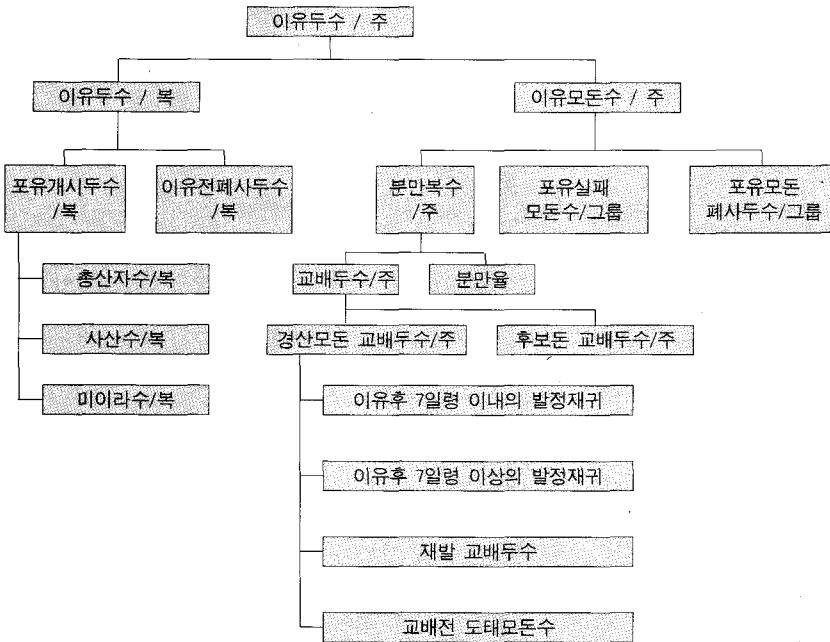 이유두수 / 주
이유두수 / 복
이유모돈수 / 주
포유개시두수
/복
이유전폐사두수
/복
분만복수
/주
포유실패
모돈수/그룹
포유모돈
폐사두수/그룹
총산자수/복
사산수/복
미이라수/복
교배두수/주
분만율
경산모돈 교배두수/주
후보돈 교배두수/주
이유후 7일령 이내의 발정재귀
이유후 7일령 이상의 발정재귀
재발 교배두수
교배전 도태모돈수